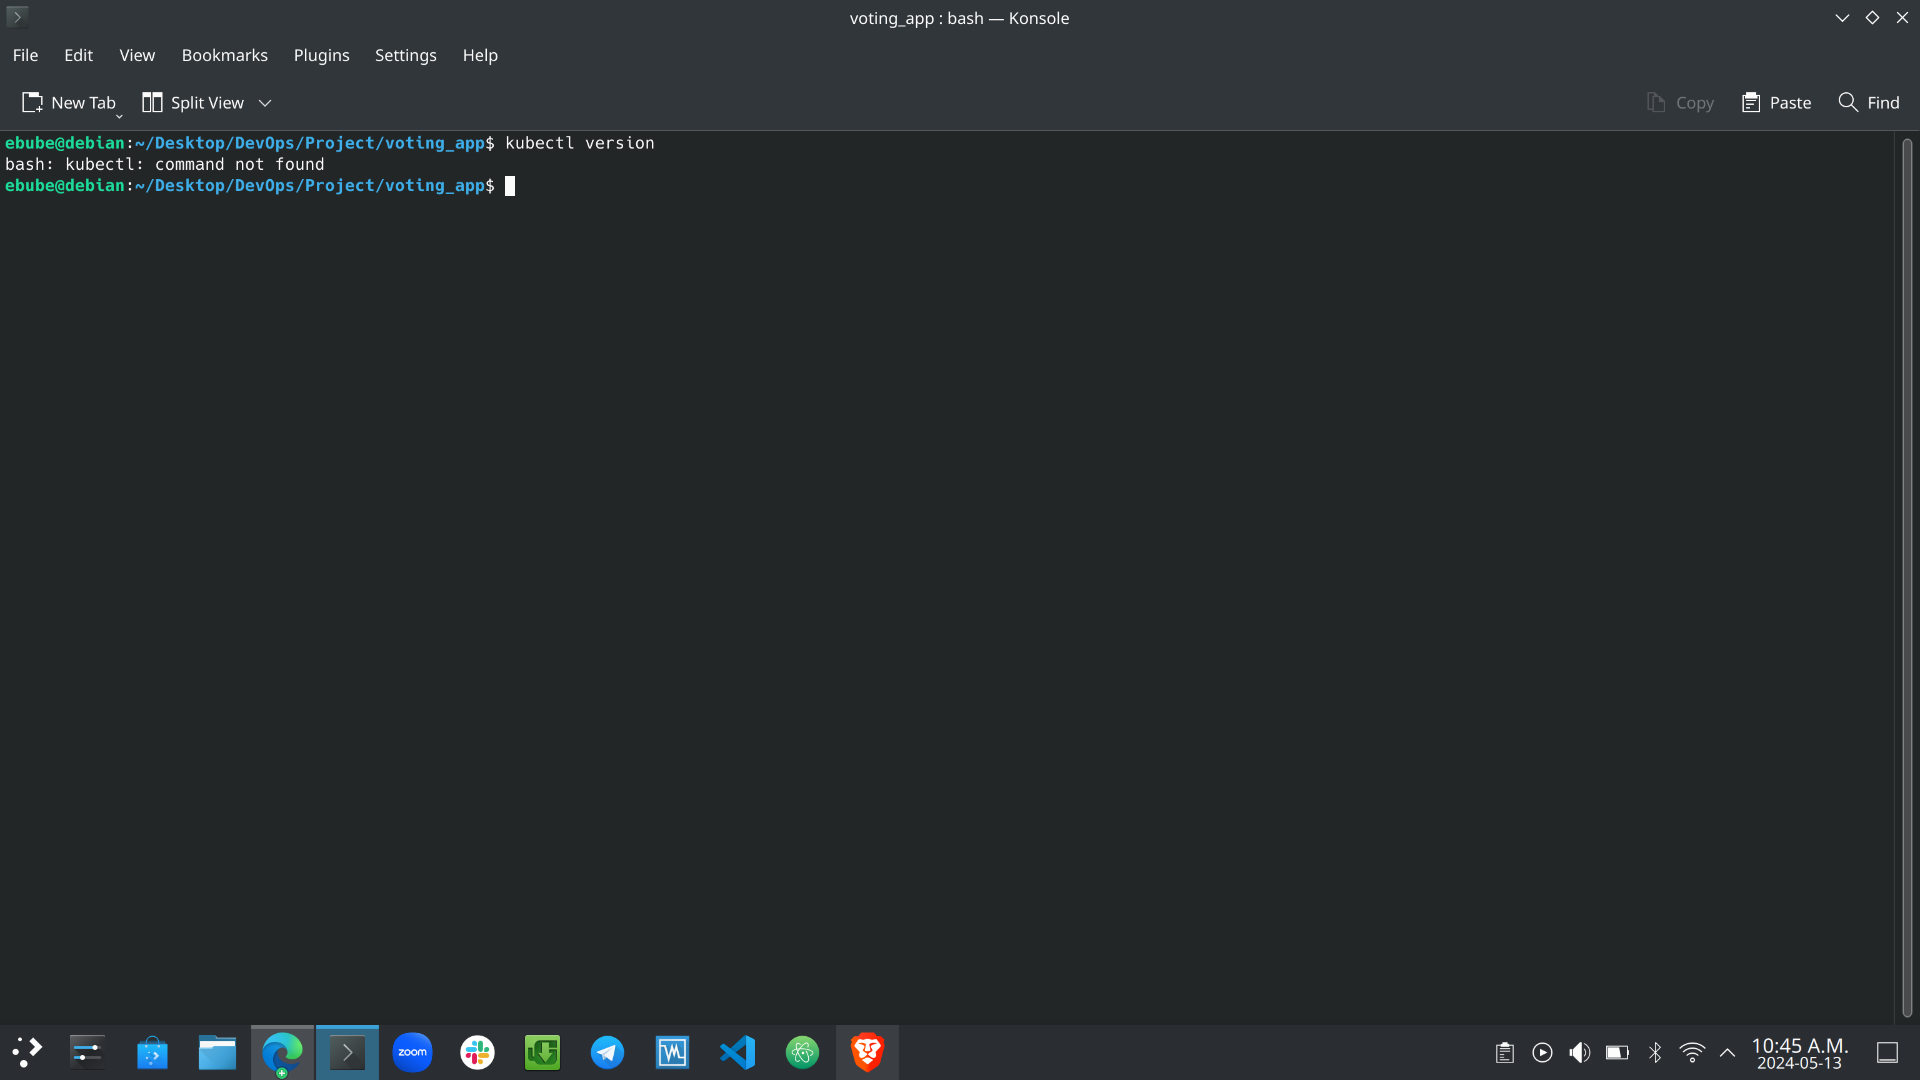 voting_app : bash — Konsole
File Edit View Bookmarks Plugins Settings Help
New Tab Split View Copy Paste Find
ebube@debian:~/Desktop/DevOps/Project/voting_app$ kubectl version
bash: kubectl: command not found
ebube@debian:~/Desktop/DevOps/Project/voting_app$
zoom
10:45 A.M.
2024-05-13